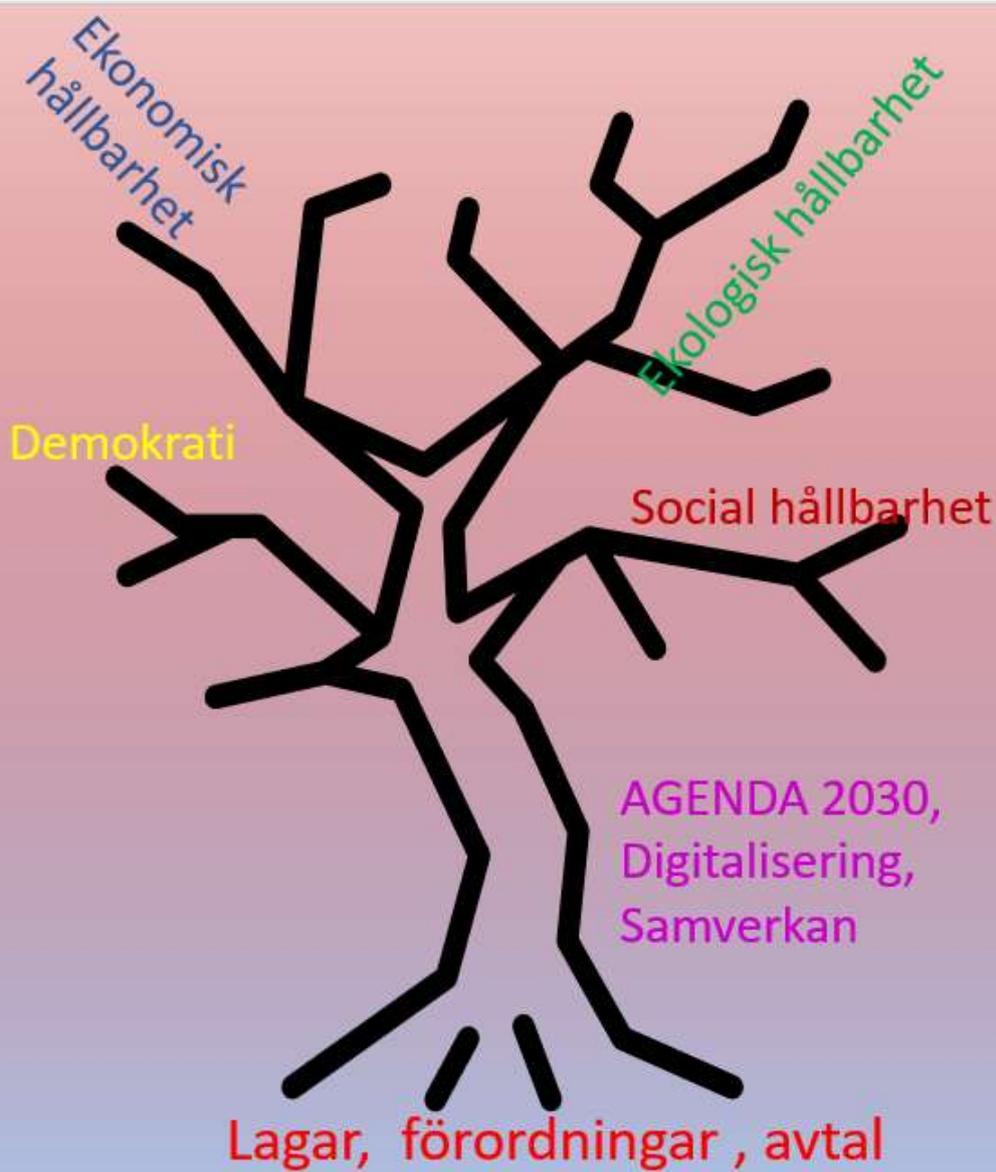 Ekonomisk
hållbarhet
Ekologisk hållbarhet
Demokrati
Social hållbarhet
AGENDA 2030,
Digitalisering,
Samverkan
Lagar, förordningar , avtal